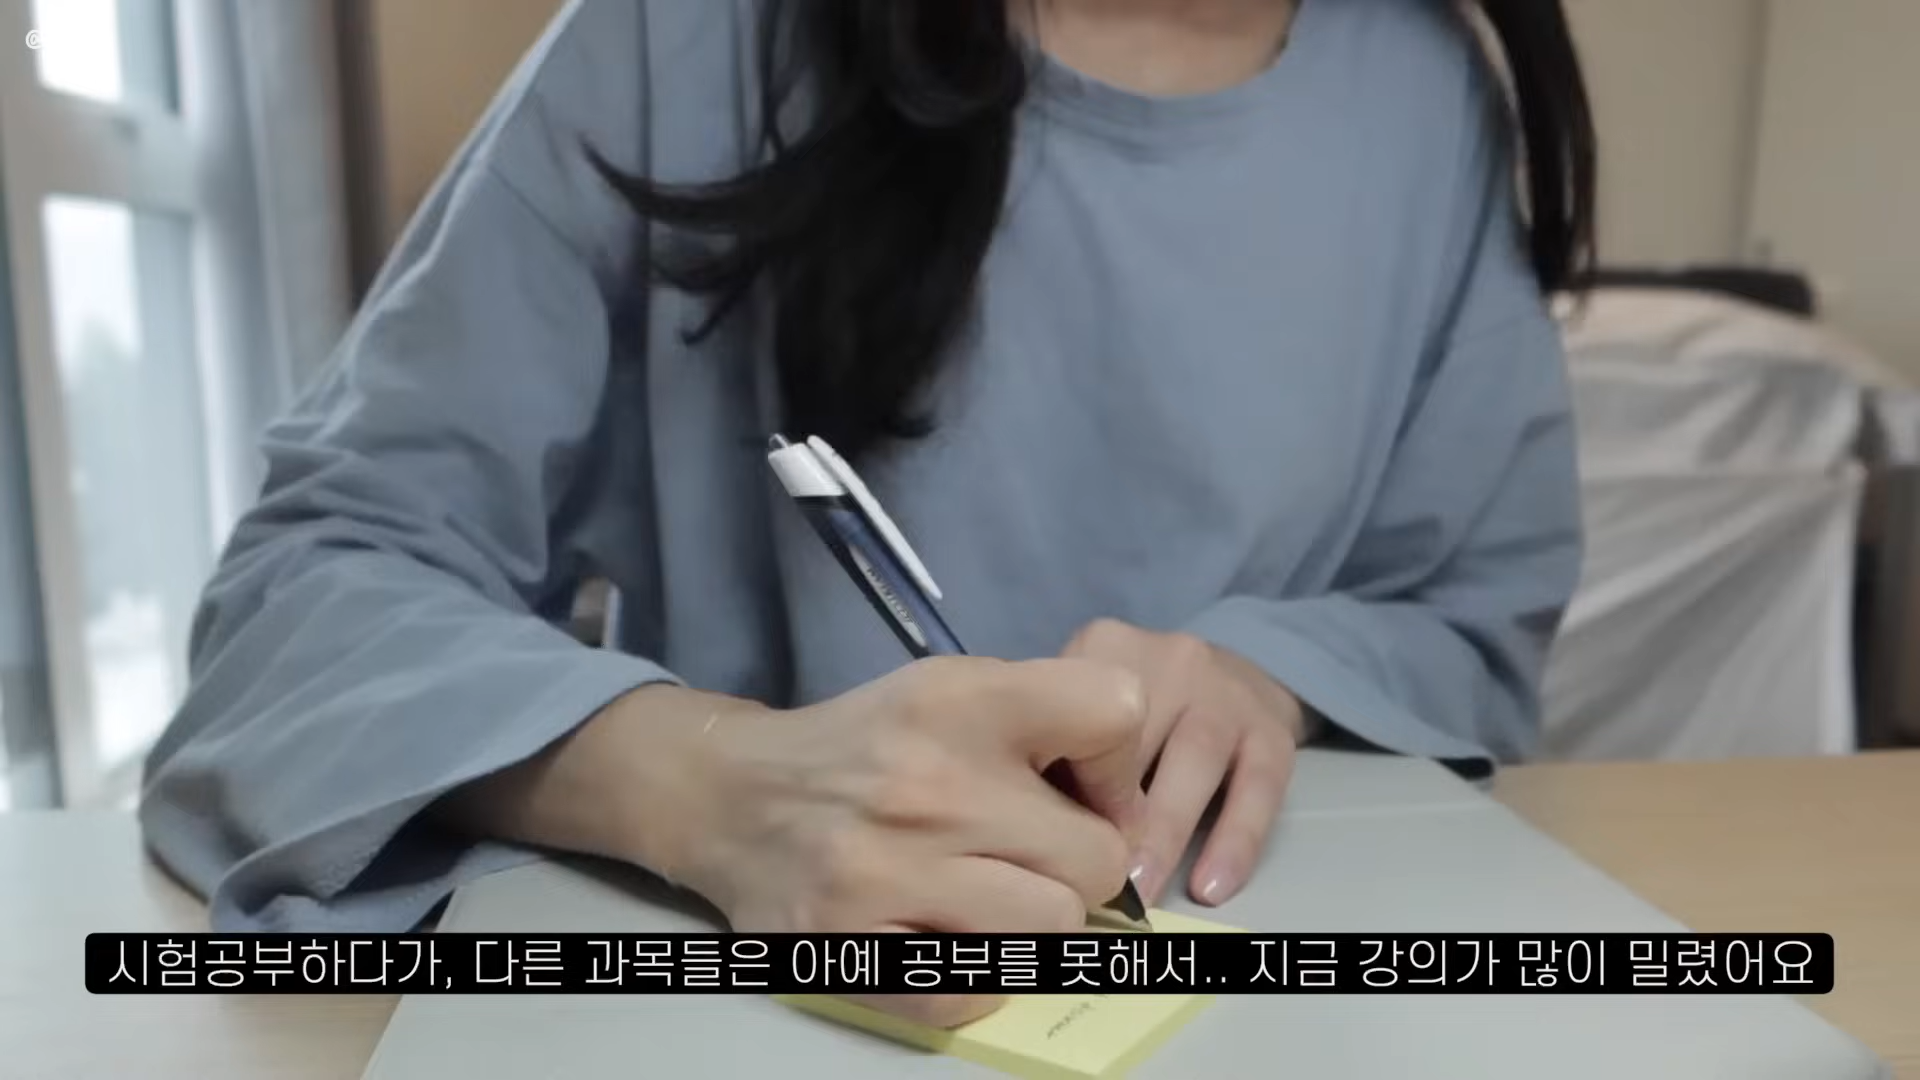 @
시험공부하다가, 다른 과목들은 아예 공부를 못해서.. 지금 강의가 많이 밀렸어요